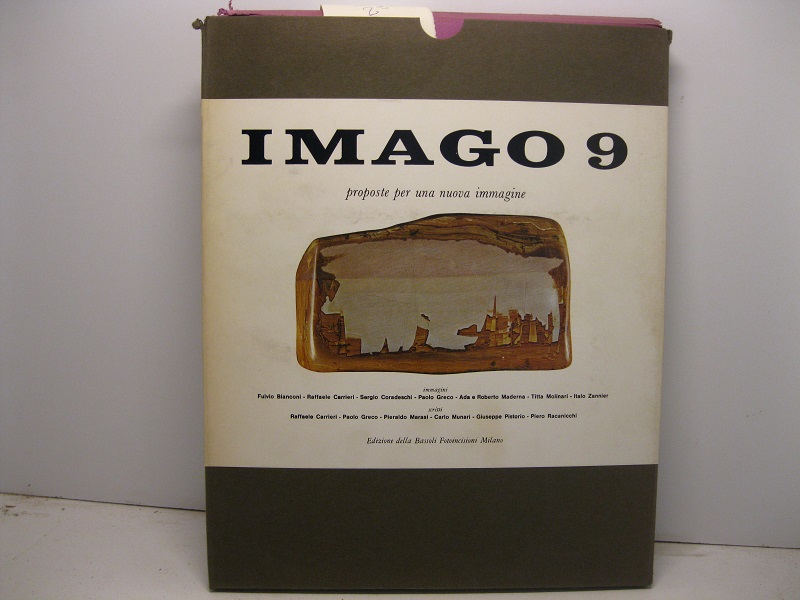 IMAGO 9
proposte per una nuova immagine
immagini
Fulvio Bianconi - Raffaele Carrieri - Sergio Coradeschi - Paolo Greco - Ada e Roberto Maderna - Titta Molinari - Italo Zannier
scritti
Raffaele Carrieri - Paolo Greco - Pieraldo Marasi - Carlo Munari - Giuseppe Pistorio - Piero Racanicchi
Edizione della Bassoli Fotoincisioni Milano